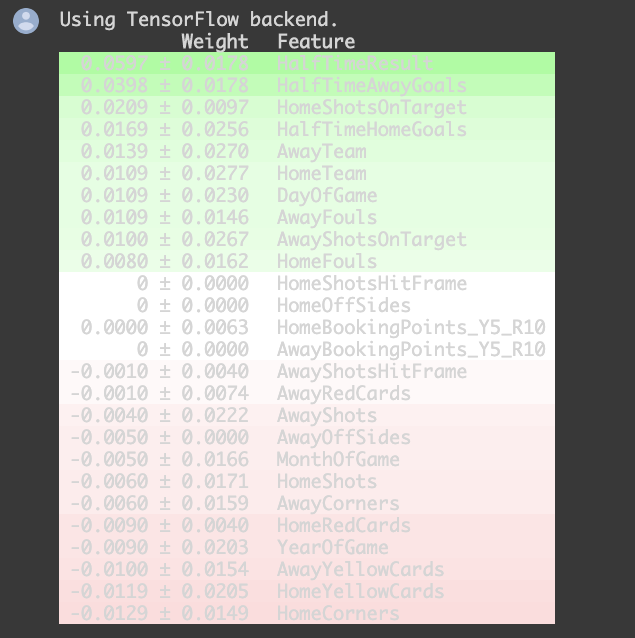 Using TensorFlow backend.
Weight Feature
0.0597 ± 0.0178 HalfTimeResult
0.0398 ± 0.0178 HalfTimeAwayGoals
0.0209 ± 0.0097 HomeShotsOnTarget
0.0169 ± 0.0256 HalfTimeHomeGoals
0.0139 ± 0.0270 AwayTeam
0.0109 ± 0.0277 HomeTeam
0.0109 ± 0.0230 DayOfGame
0.0109 ± 0.0146 AwayFouls
0.0100 ± 0.0267 AwayShotsOnTarget
0.0080 ± 0.0162 HomeFouls
0 ± 0.0000 HomeShotsHitFrame
0 ± 0.0000 HomeOffSides
0.0000 ± 0.0063 HomeBookingPoints_Y5_R10
0 ± 0.0000 AwayBookingPoints_Y5_R10
-0.0010 ± 0.0040 AwayShotsHitFrame
-0.0010 ± 0.0074 AwayRedCards
-0.0040 ± 0.0222 AwayShots
-0.0050 ± 0.0000 AwayOffSides
-0.0050 ± 0.0166 MonthOfGame
-0.0060 ± 0.0171 HomeShots
-0.0060 ± 0.0159 AwayCorners
-0.0090 ± 0.0040 HomeRedCards
-0.0090 ± 0.0203 YearOfGame
-0.0100 ± 0.0154 AwayYellowCards
-0.0119 ± 0.0205 HomeYellowCards
-0.0129 ± 0.0149 HomeCorners